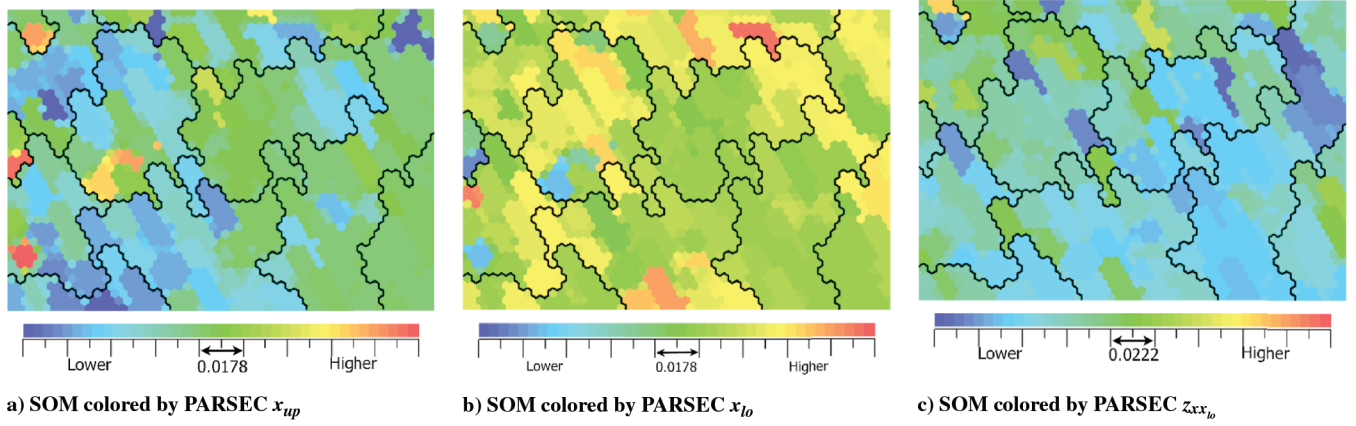 Lower 0.0178 Higher
Lower 0.0178 Higher
Lower 0.0222 Higher
a) SOM colored by PARSEC x_up
b) SOM colored by PARSEC x_lo
c) SOM colored by PARSEC z_xx_lo